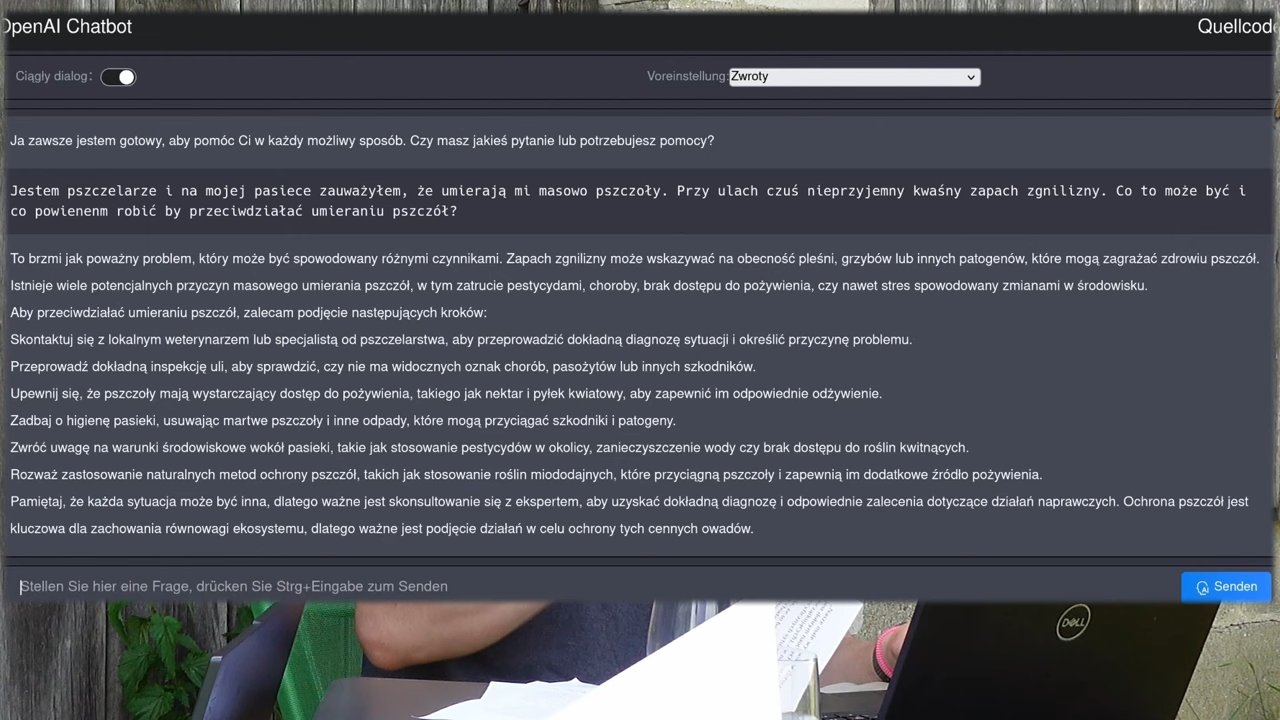 OpenAI Chatbot
Quellcode
Ciągły dialog:
Voreinstellung:
Zwroty
Ja zawsze jestem gotowy, aby pomóc Ci w każdy możliwy sposób. Czy masz jakieś pytanie lub potrzebujesz pomocy?
Jestem pszczelarze i na mojej pasiece zauważyłem, że umierają mi masowo pszczoły. Przy ulach czuś nieprzyjemny kwaśny zapach zgnilizny. Co to może być i
co powienenm robić by przeciwdziałać umieraniu pszczół?
To brzmi jak poważny problem, który może być spowodowany różnymi czynnikami. Zapach zgnilizny może wskazywać na obecność pleśni, grzybów lub innych patogenów, które mogą zagrażać zdrowiu pszczół.
Istnieje wiele potencjalnych przyczyn masowego umierania pszczół, w tym zatrucie pestycydami, choroby, brak dostępu do pożywienia, czy nawet stres spowodowany zmianami w środowisku.
Aby przeciwdziałać umieraniu pszczół, zalecam podjęcie następujących kroków:
Skontaktuj się z lokalnym weterynarzem lub specjalistą od pszczelarstwa, aby przeprowadzić dokładną diagnozę sytuacji i określić przyczynę problemu.
Przeprowadź dokładną inspekcję uli, aby sprawdzić, czy nie ma widocznych oznak chorób, pasożytów lub innych szkodników.
Upewnij się, że pszczoły mają wystarczający dostęp do pożywienia, takiego jak nektar i pyłek kwiatowy, aby zapewnić im odpowiednie odżywienie.
Zadbaj o higienę pasieki, usuwając martwe pszczoły i inne odpady, które mogą przyciągać szkodniki i patogeny.
Zwróć uwagę na warunki środowiskowe wokół pasieki, takie jak stosowanie pestycydów w okolicy, zanieczyszczenie wody czy brak dostępu do roślin kwitnących.
Rozważ zastosowanie naturalnych metod ochrony pszczół, takich jak stosowanie roślin miododajnych, które przyciągną pszczoły i zapewnią im dodatkowe źródło pożywienia.
Pamiętaj, że każda sytuacja może być inna, dlatego ważne jest skonsultowanie się z ekspertem, aby uzyskać dokładną diagnozę i odpowiednie zalecenia dotyczące działań naprawczych. Ochrona pszczół jest
kluczowa dla zachowania równowagi ekosystemu, dlatego ważne jest podjęcie działań w celu ochrony tych cennych owadów.
Stellen Sie hier eine Frage, drücken Sie Strg+Eingabe zum Senden
Senden
DELL